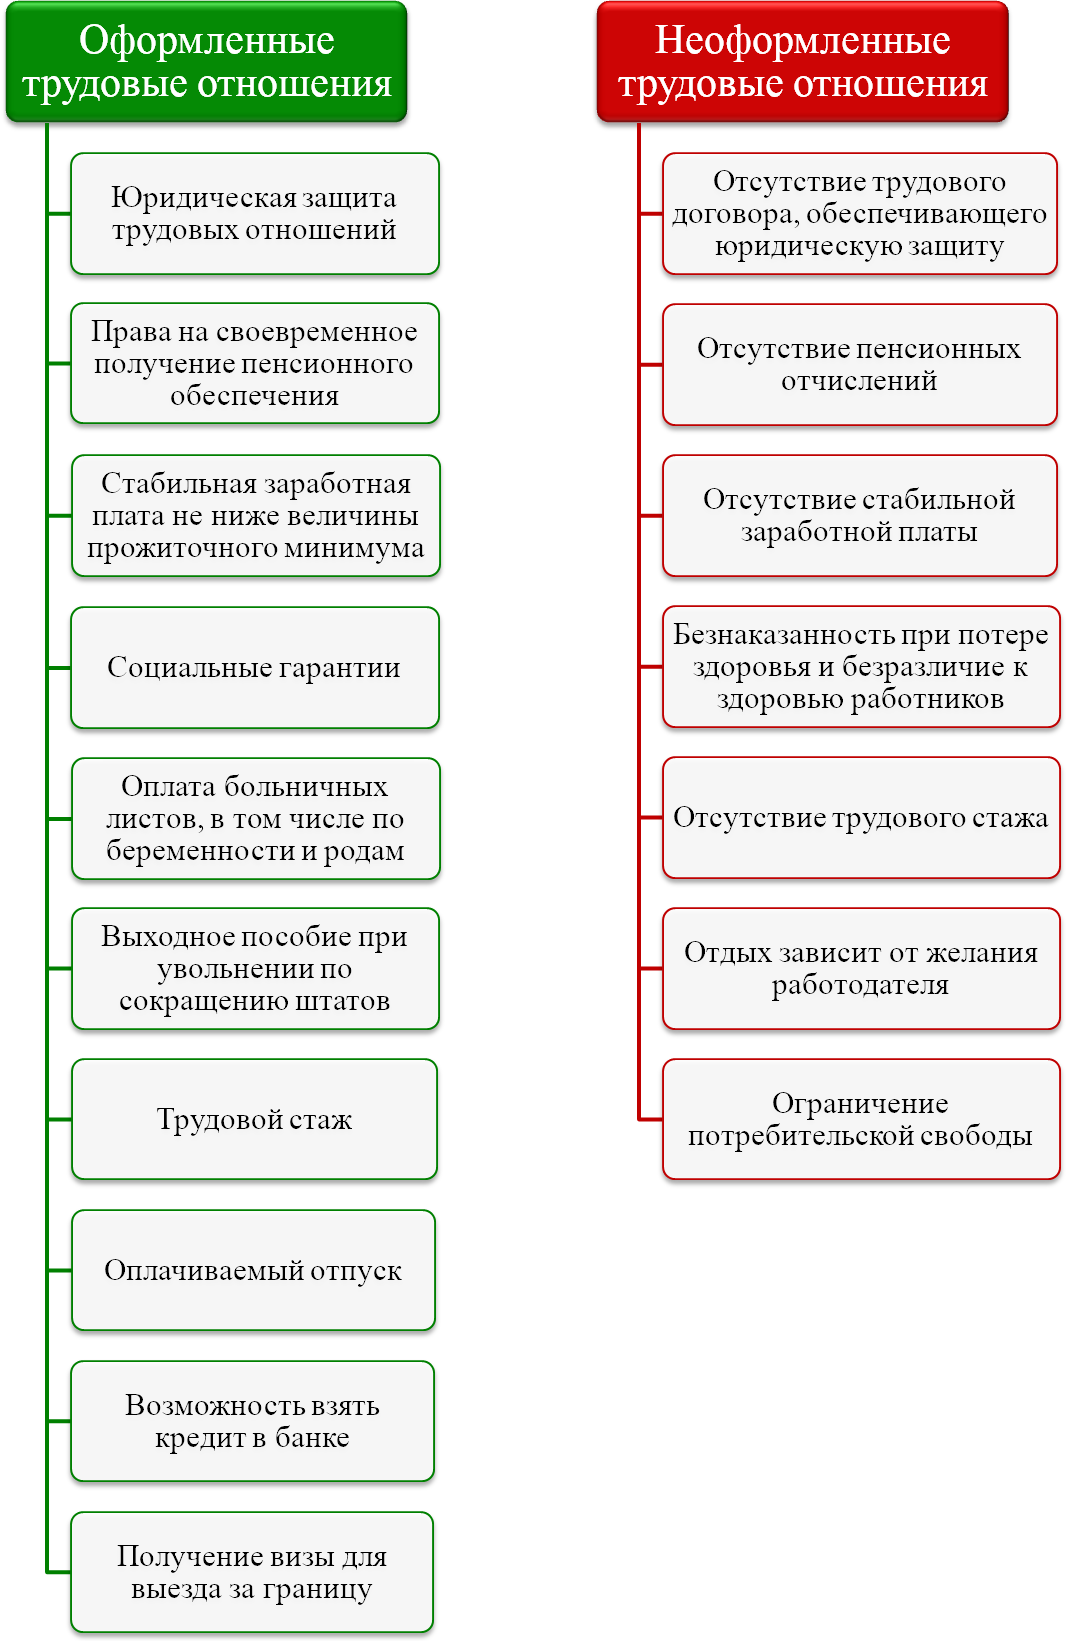 Оформленные
трудовые отношения
Юридическая защита
трудовых отношений
Права на своевременное
получение пенсионного
обеспечения
Стабильная заработная
плата не ниже величины
прожиточного минимума
Социальные гарантии
Оплата больничных
листов, в том числе по
беременности и родам
Выходное пособие при
увольнении по
сокращению штатов
Трудовой стаж
Оплачиваемый отпуск
Возможность взять
кредит в банке
Получение визы для
выезда за границу
Неоформленные
трудовые отношения
Отсутствие трудового
договора, обеспечивающего
юридическую защиту
Отсутствие пенсионных
отчислений
Отсутствие стабильной
заработной платы
Безнаказанность при потере
здоровья и безразличие к
здоровью работников
Отсутствие трудового стажа
Отдых зависит от желания
работодателя
Ограничение
потребительской свободы